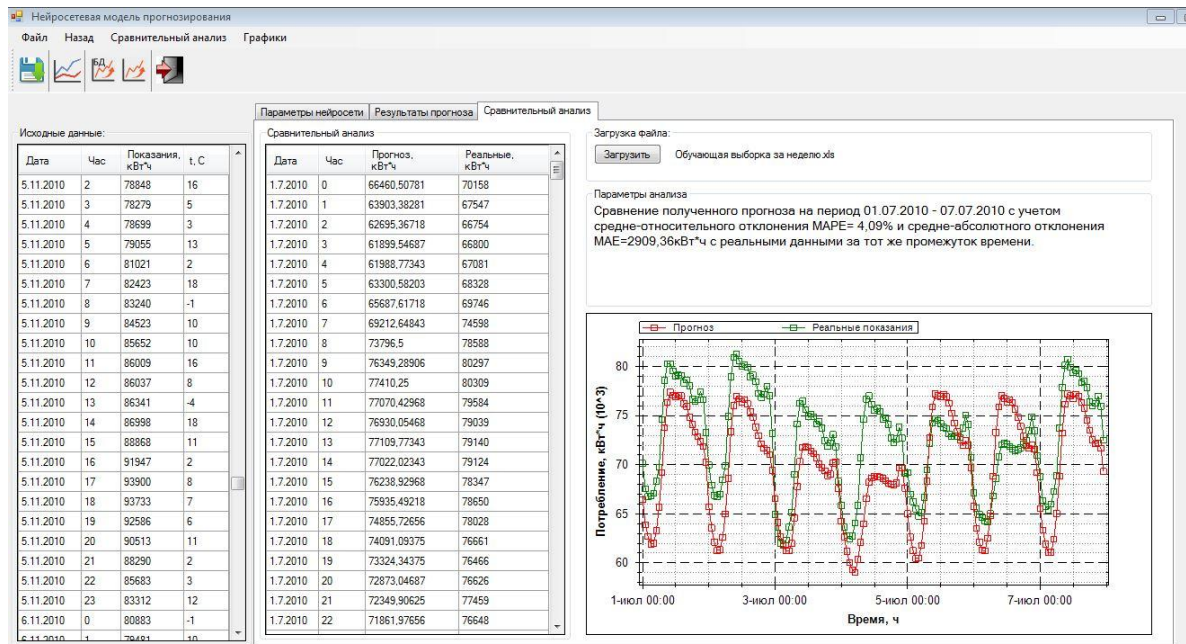 Нейросетевая модель прогнозирования
Файл Назад Сравнительный анализ Графики
БД
Параметры нейросети Результаты прогноза Сравнительный анализ
Исходные данные:
Дата Час Показания, кВт*ч t, C
5.11.2010 2 78848 16
5.11.2010 3 78279 5
5.11.2010 4 78699 3
5.11.2010 5 79055 13
5.11.2010 6 81021 2
5.11.2010 7 82423 18
5.11.2010 8 83240 -1
5.11.2010 9 84523 10
5.11.2010 10 85652 10
5.11.2010 11 86009 16
5.11.2010 12 86037 8
5.11.2010 13 86341 -4
5.11.2010 14 86998 18
5.11.2010 15 88868 11
5.11.2010 16 91947 2
5.11.2010 17 93900 8
5.11.2010 18 93733 7
5.11.2010 19 92586 6
5.11.2010 20 90513 11
5.11.2010 21 88290 2
5.11.2010 22 85683 3
5.11.2010 23 83312 12
6.11.2010 0 80883 -1
6.11.2010 1 79481 10
Сравнительный анализ
Дата Час Прогноз, кВт*ч Реальные, кВт*ч
1.7.2010 0 66460,50781 70158
1.7.2010 1 63903,38281 67547
1.7.2010 2 62695,36718 66754
1.7.2010 3 61899,54687 66800
1.7.2010 4 61988,77343 67081
1.7.2010 5 63300,58203 68328
1.7.2010 6 65687,61718 69746
1.7.2010 7 69212,64843 74598
1.7.2010 8 73796,5 78588
1.7.2010 9 76349,28906 80297
1.7.2010 10 77410,25 80309
1.7.2010 11 77070,42968 79584
1.7.2010 12 76930,05468 79039
1.7.2010 13 77109,77343 79140
1.7.2010 14 77022,02343 79124
1.7.2010 15 76238,92968 78347
1.7.2010 16 75935,49218 78650
1.7.2010 17 74855,72656 78028
1.7.2010 18 74091,09375 76661
1.7.2010 19 73324,34375 76466
1.7.2010 20 72873,04687 76626
1.7.2010 21 72349,90625 77459
1.7.2010 22 71861,97656 76648
Загрузка файла:
Загрузить Обучающая выборка за неделю.xls
Параметры анализа
Сравнение полученного прогноза на период 01.07.2010 - 07.07.2010 с учетом
средне-относительного отклонения MAPE= 4,09% и средне-абсолютного отклонения
MAE=2909,36кВт*ч с реальными данными за тот же промежуток времени.
Прогноз Реальные показания
Потребление, кВт*ч (10^3)
80
75
70
65
60
1-июл 00:00 3-июл 00:00 5-июл 00:00 7-июл 00:00
Время, ч